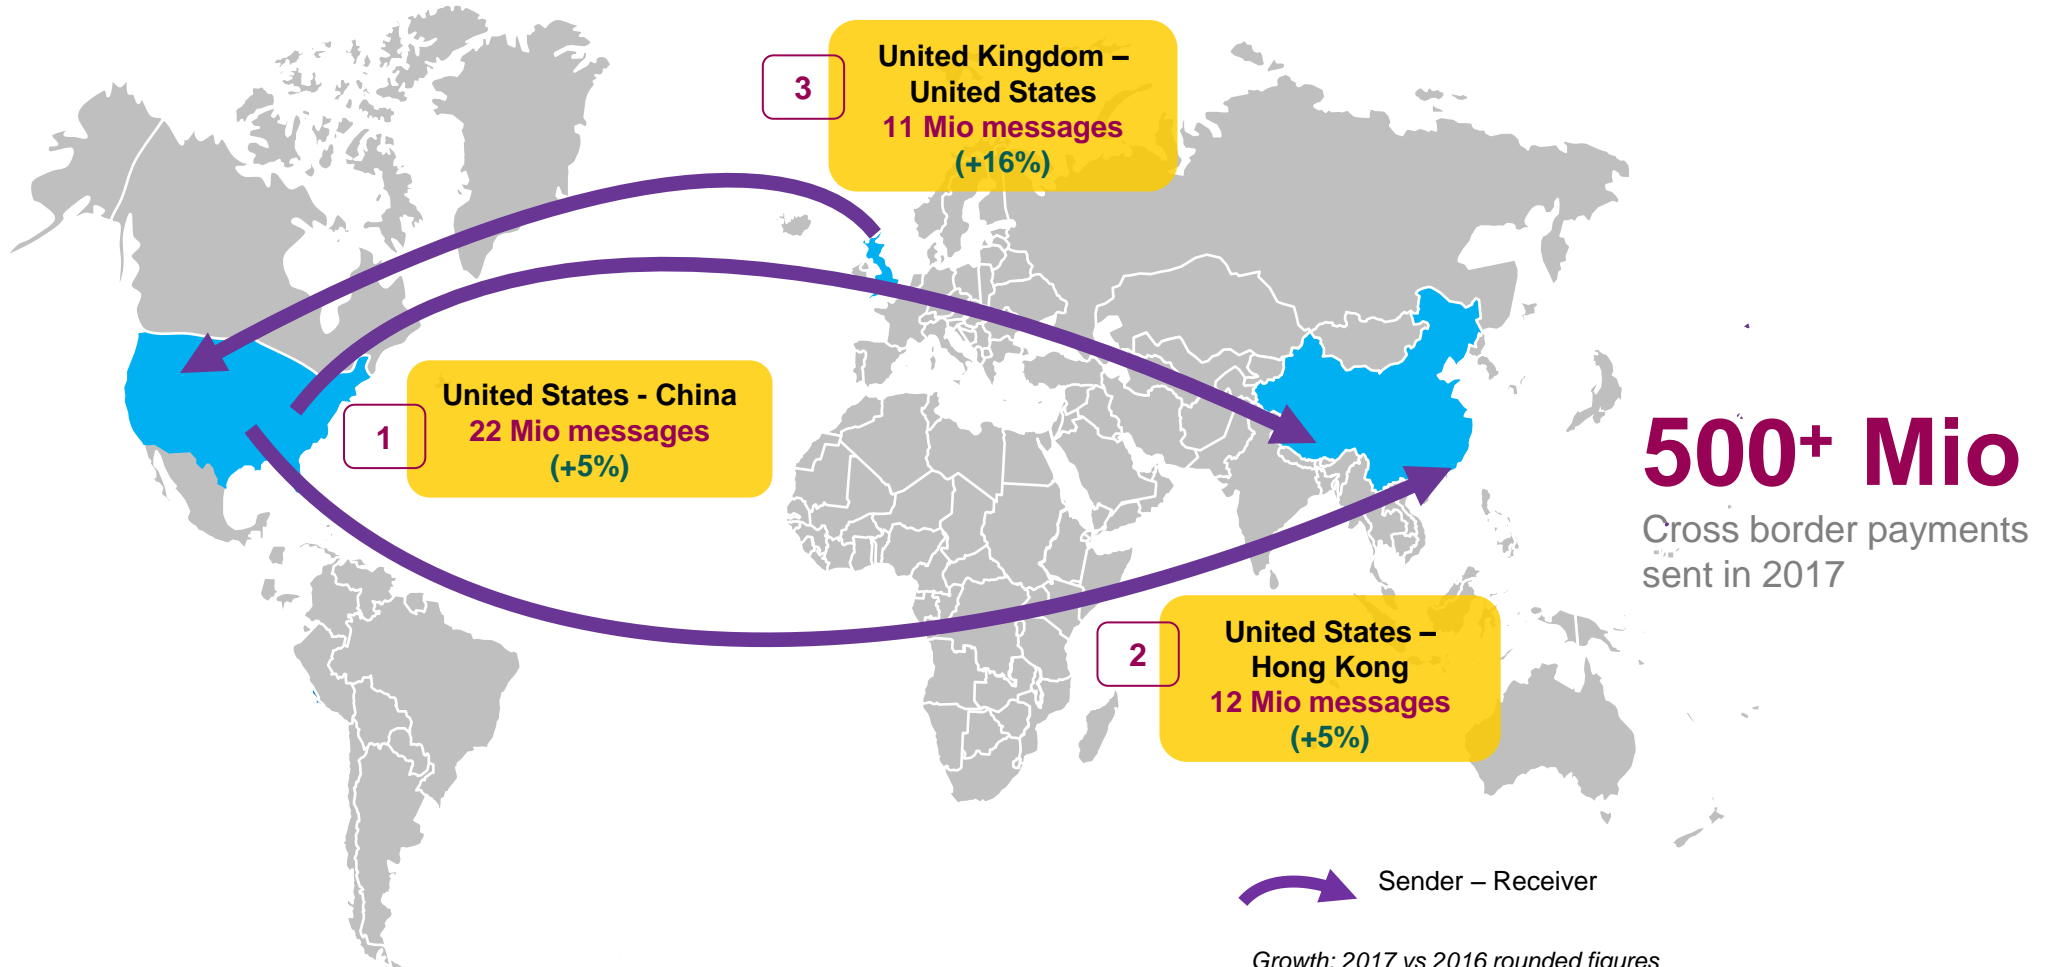 3
United Kingdom –
United States
11 Mio messages
(+16%)
1
United States - China
22 Mio messages
(+5%)
500+ Mio
Cross border payments
sent in 2017
2
United States –
Hong Kong
12 Mio messages
(+5%)
Sender – Receiver
Growth: 2017 vs 2016 rounded figures